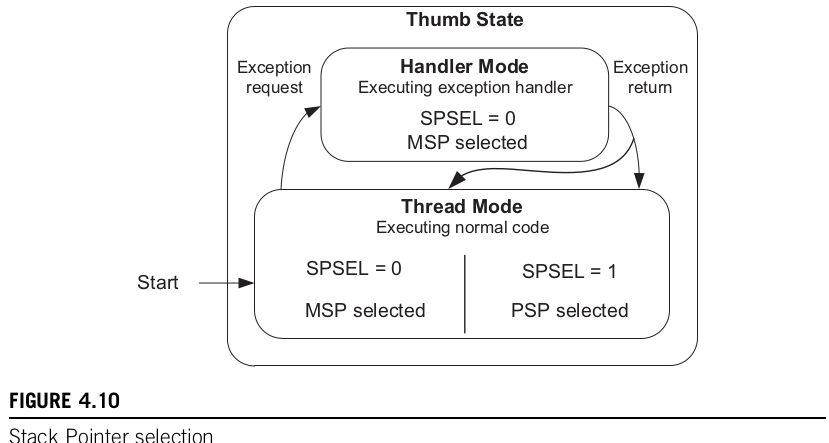 Thumb State
Exception
request
Handler Mode
Executing exception handler
SPSEL = 0
MSP selected
Exception
return
Thread Mode
Executing normal code
Start
SPSEL = 0
MSP selected
SPSEL = 1
PSP selected
FIGURE 4.10
Stack Pointer selection